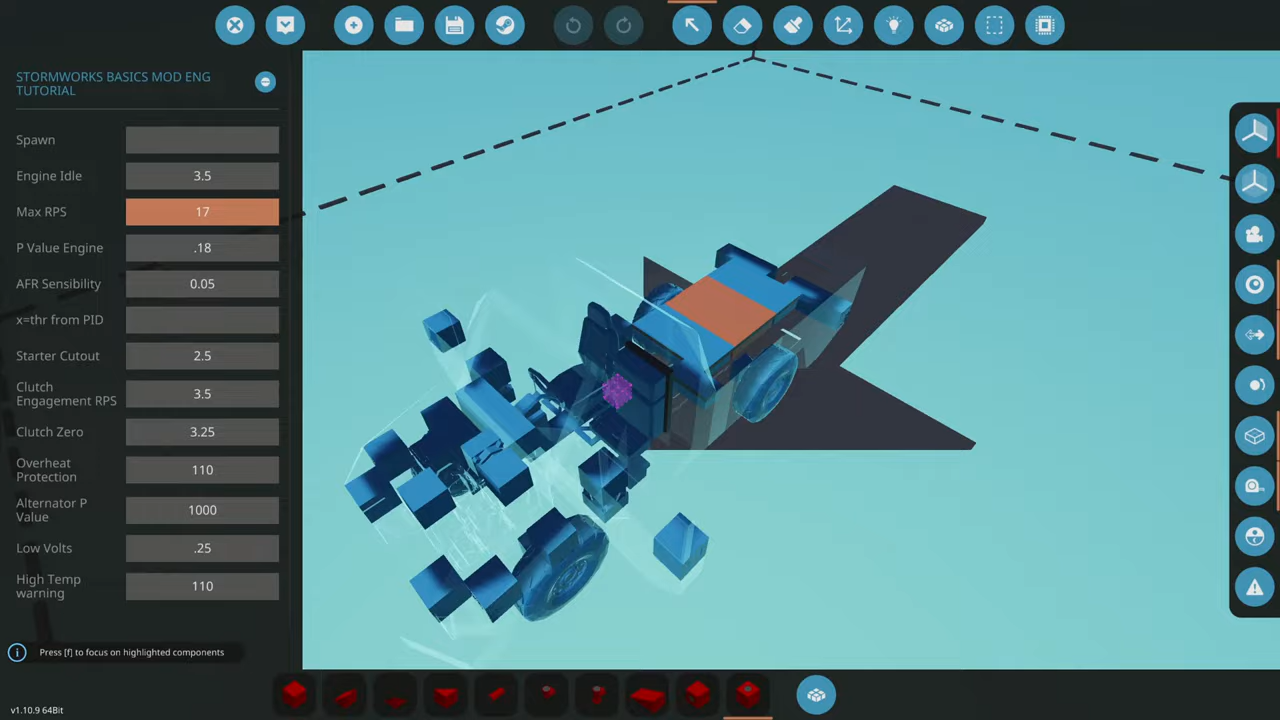 STORMWORKS BASICS MOD ENG
TUTORIAL
Spawn
Engine Idle
3.5
Max RPS
17
P Value Engine
.18
AFR Sensibility
0.05
x=thr from PID
Starter Cutout
2.5
Clutch
Engagement RPS
3.5
Clutch Zero
3.25
Overheat
Protection
110
Alternator P
Value
1000
Low Volts
.25
High Temp
warning
110
Press [f] to focus on highlighted components
v1.10.9 64Bit